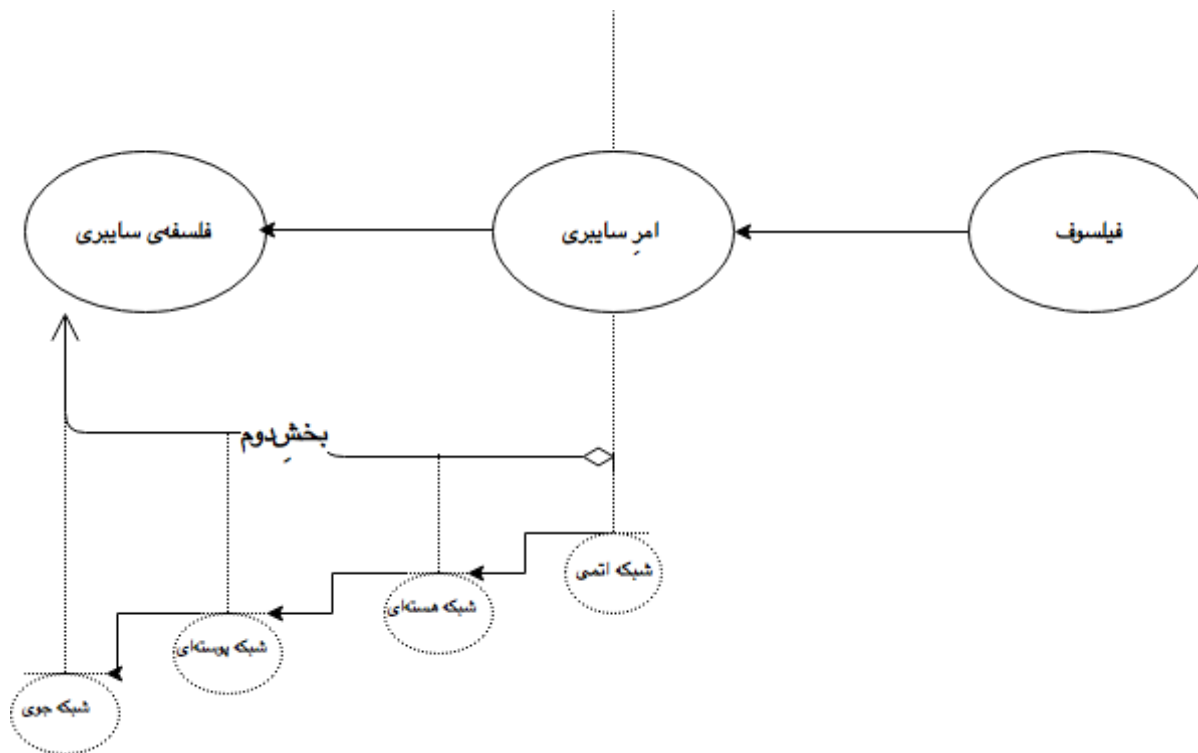 فیلسوف
امرِ سایبری
فلسفه‌ی سایبری
بخشِ‌دوم
شبکه اتمی
شبکه هسته‌ای
شبکه پوسته‌ای
شبکه جوی